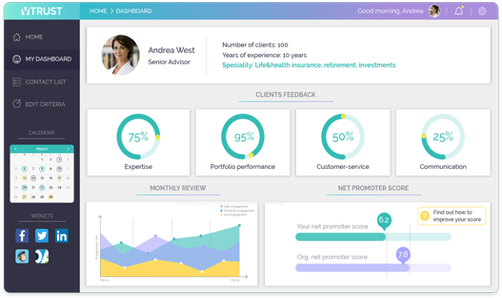 VTRUST
HOME > DASHBOARD
Good morning, Andrea
HOME
MY DASHBOARD
CONTACT LIST
EDIT CRITERIA
CALENDAR
March
WIDGETS
Andrea West
Senior Advisor
Number of clients: 100
Years of experience: 10 years
Speciality: Life&health insurance, retirement, investments
CLIENTS FEEDBACK
75%
Expertise
95%
Portfolio performance
50%
Customer-service
25%
Communication
MONTHLY REVIEW
NET PROMOTER SCORE
6.2
? Find out how to
improve your score
Your net promoter score
Org. net promoter score
7.8